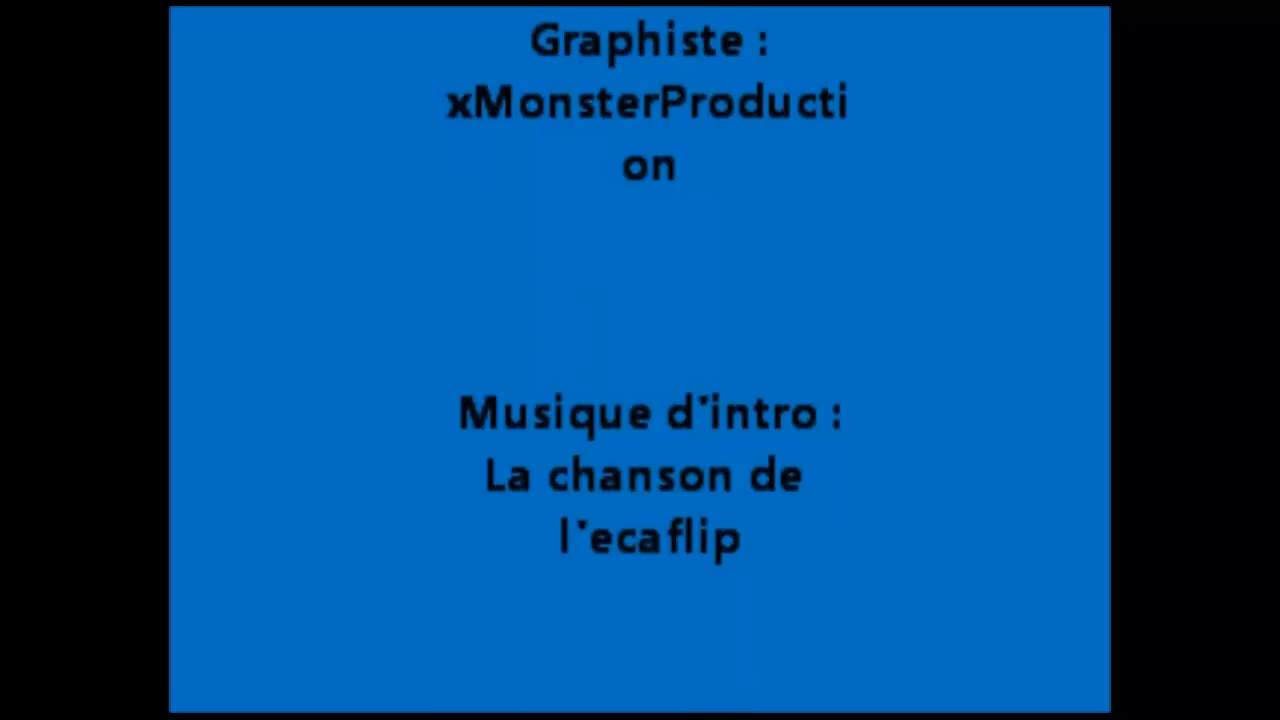 Graphiste :
xMonsterProducti
on
Musique d'intro :
La chanson de
l'ecaflip